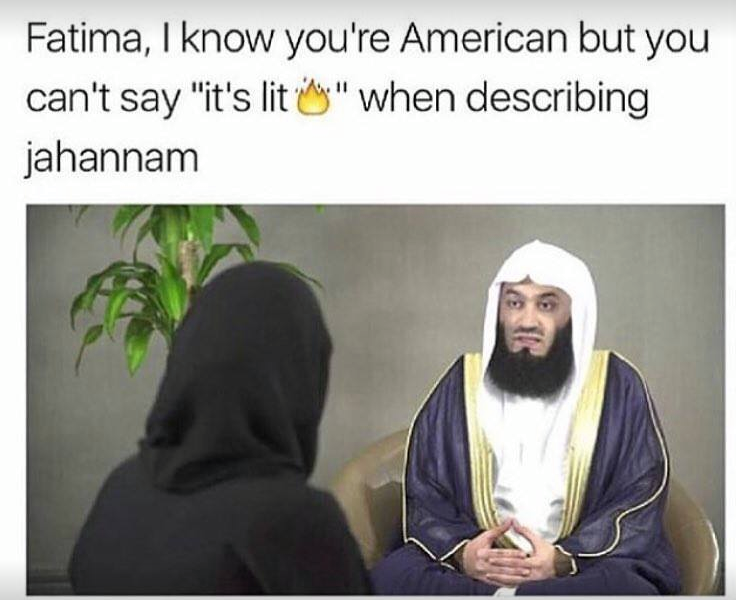 Fatima, I know you're American but you
can't say "it's lit🔥" when describing
jahannam